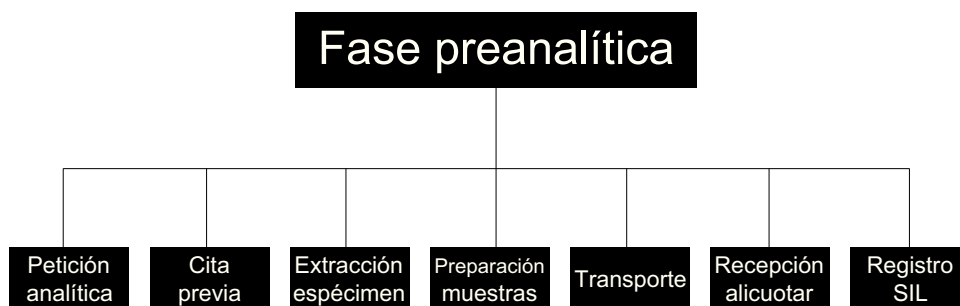 Fase preanalítica
Petición
analítica
Cita
previa
Extracción
espécimen
Preparación
muestras
Transporte
Recepción
alicuotar
Registro
SIL